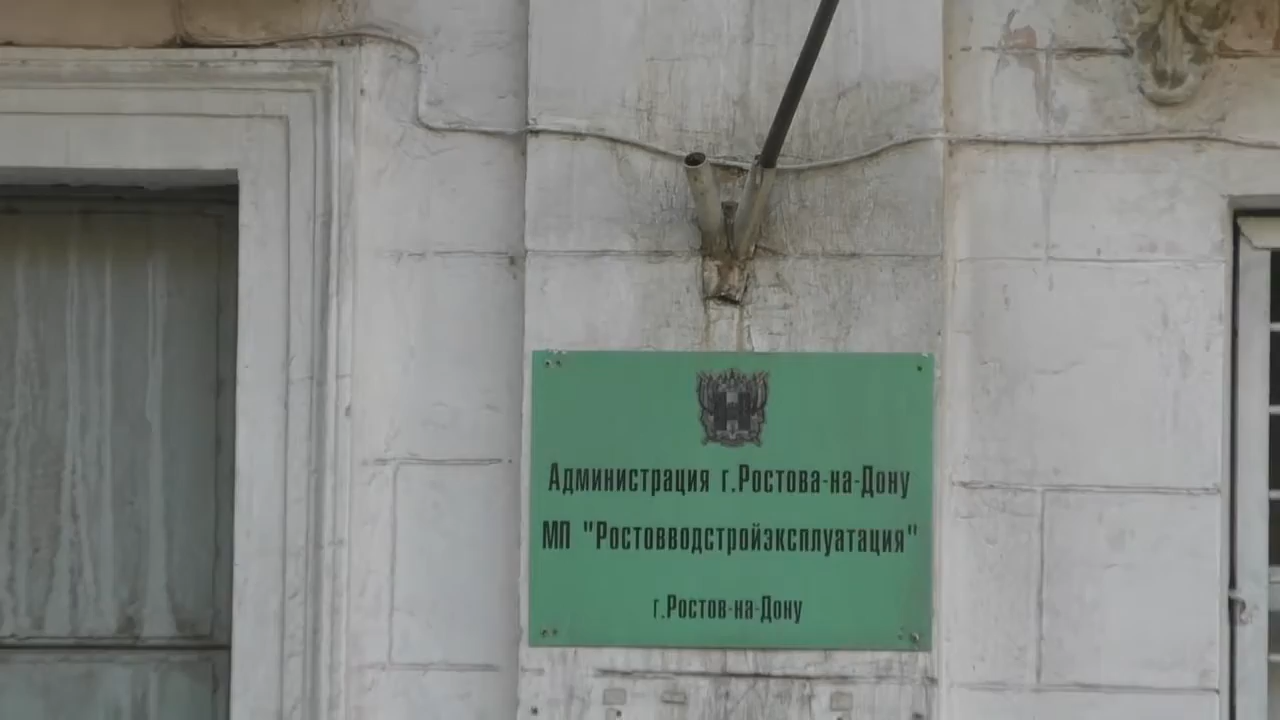 Администрация г.Ростова-на-Дону
МП "Ростовводстройэксплуатация"
г.Ростов-на-Дону